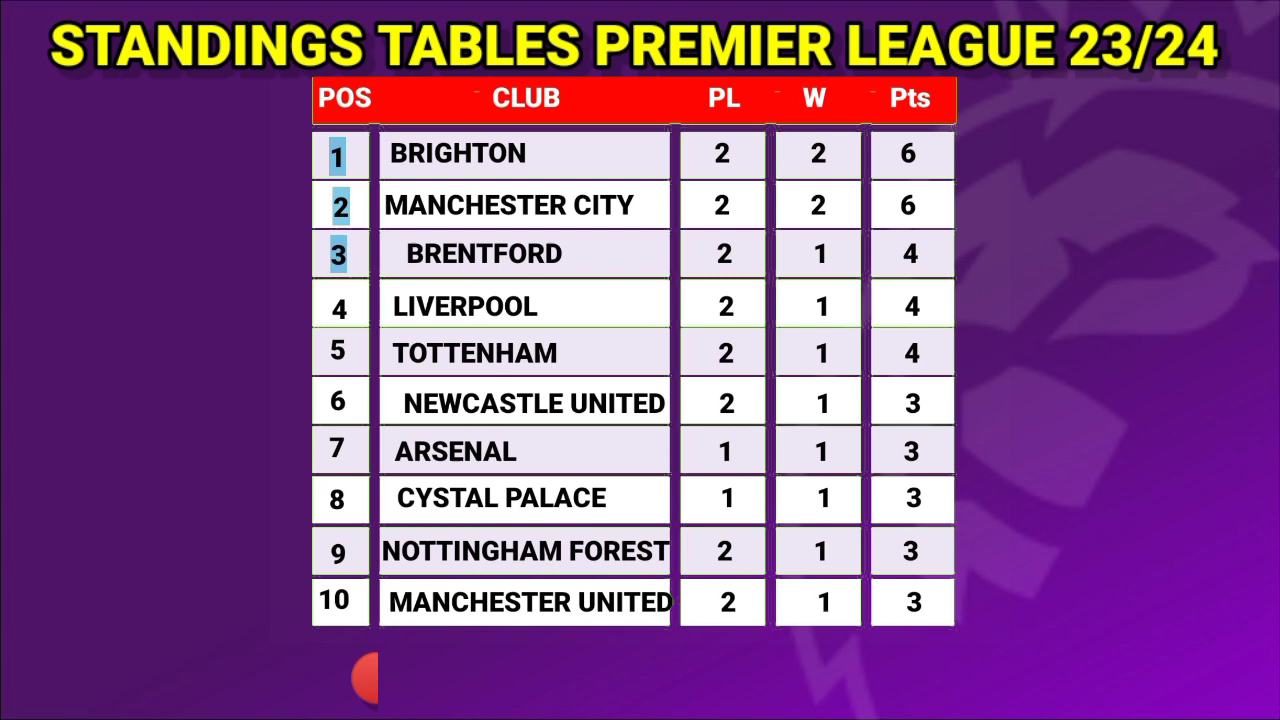 STANDINGS TABLES PREMIER LEAGUE 23/24
POS CLUB PL W Pts
1 BRIGHTON 2 2 6
2 MANCHESTER CITY 2 2 6
3 BRENTFORD 2 1 4
4 LIVERPOOL 2 1 4
5 TOTTENHAM 2 1 4
6 NEWCASTLE UNITED 2 1 3
7 ARSENAL 1 1 3
8 CYSTAL PALACE 1 1 3
9 NOTTINGHAM FOREST 2 1 3
10 MANCHESTER UNITED 2 1 3